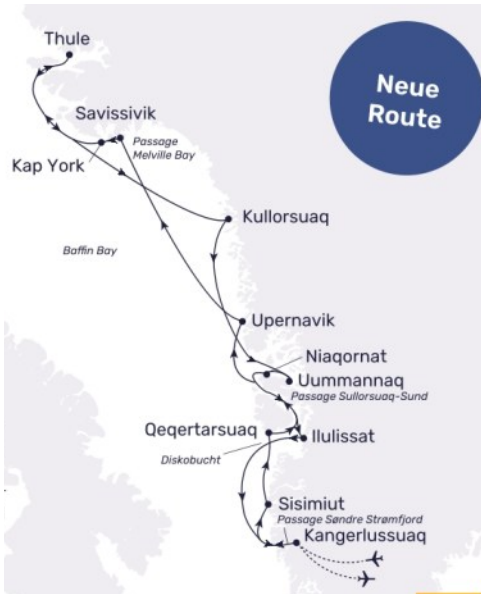 Thule
Neue
Route
Savissivik
Passage
Melville Bay
Kap York
Kullorsuaq
Baffin Bay
Upernavik
Niaqornat
Uummannaq
Passage Sullorsuaq-Sund
Qeqertarsuaq
Ilulissat
Diskobucht
Sisimiut
Passage Søndre Strømfjord
Kangerlussuaq